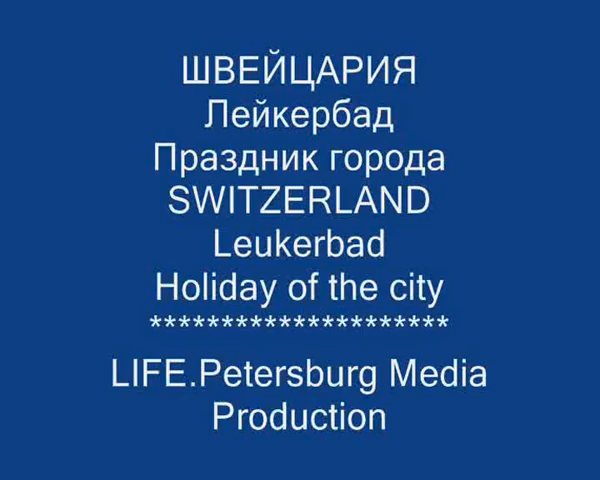 ШВЕЙЦАРИЯ
Лейкербад
Праздник города
SWITZERLAND
Leukerbad
Holiday of the city
*********************
LIFE.Petersburg Media
Production